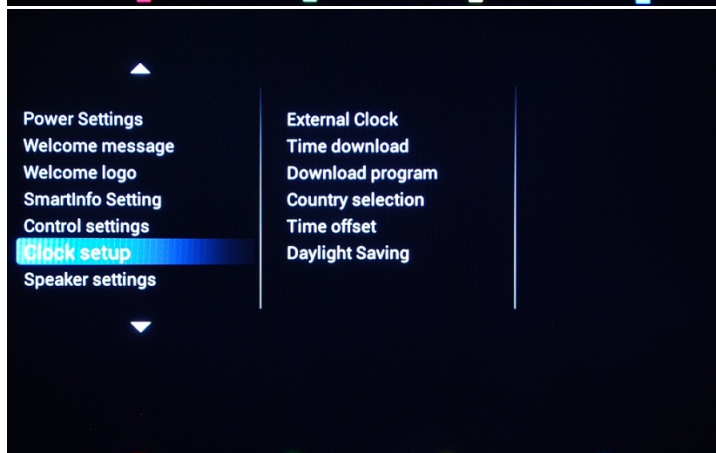 Power Settings
Welcome message
Welcome logo
SmartInfo Setting
Control settings
Clock setup
Speaker settings
External Clock
Time download
Download program
Country selection
Time offset
Daylight Saving